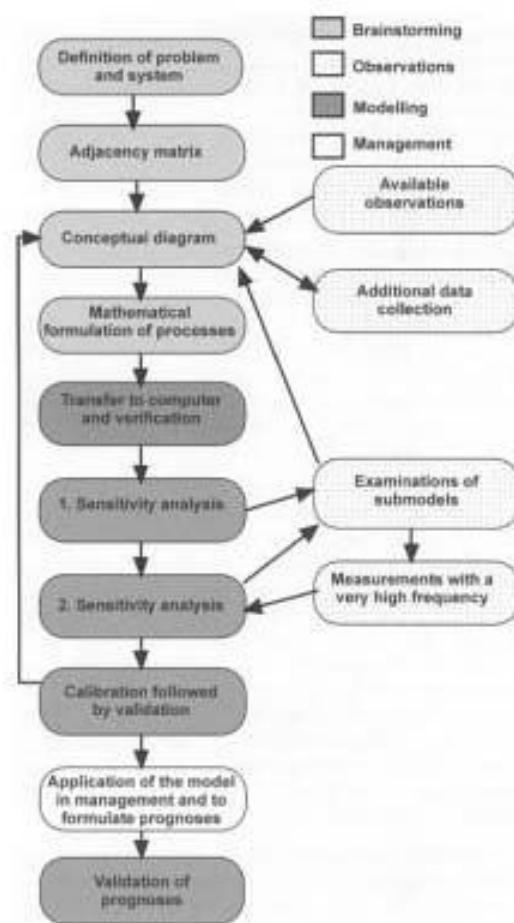 Brainstorming
Observations
Modelling
Management
Definition of problem
and system
Adjacency matrix
Available
observations
Conceptual diagram
Additional data
collection
Mathematical
formulation of processes
Transfer to computer
and verification
1. Sensitivity analysis
Examinations of
submodels
2. Sensitivity analysis
Measurements with a
very high frequency
Calibration followed
by validation
Application of the model
in management and to
formulate prognoses
Validation of
prognoses